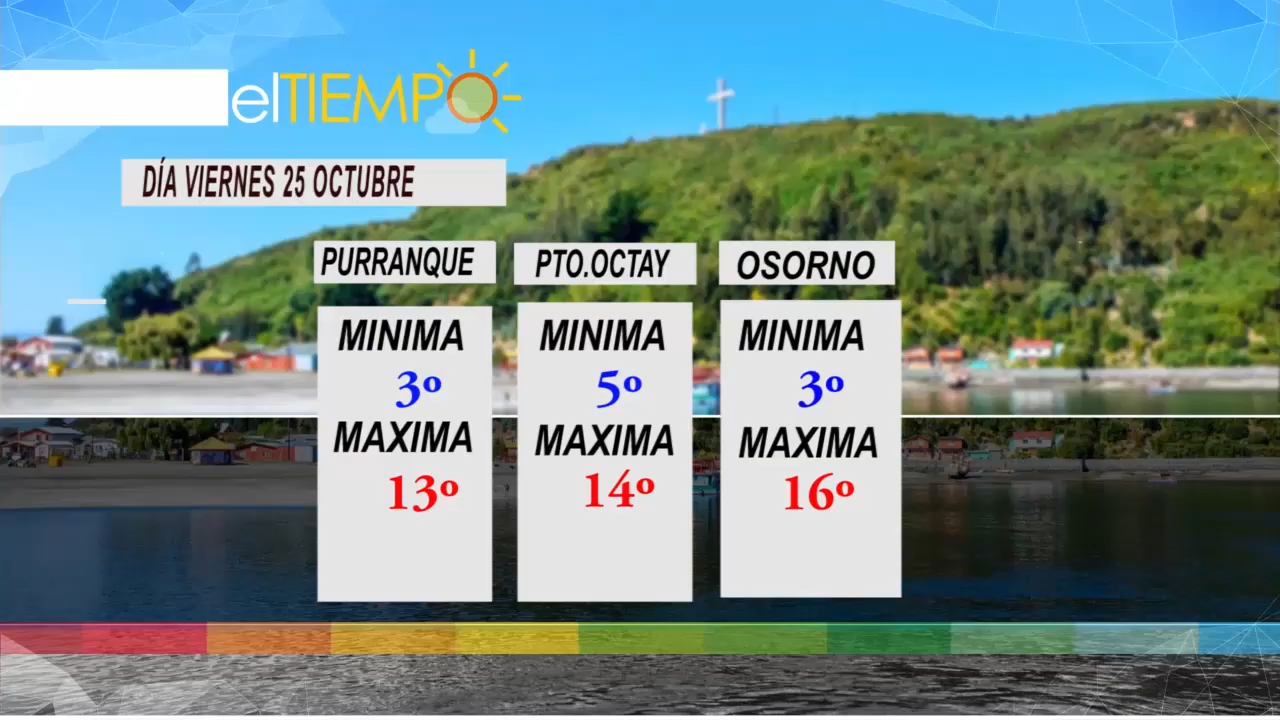 elTIEMPO
DÍA VIERNES 25 OCTUBRE
PURRANQUE
MINIMA
3º
MAXIMA
13º
PTO.OCTAY
MINIMA
5º
MAXIMA
14º
OSORNO
MINIMA
3º
MAXIMA
16º